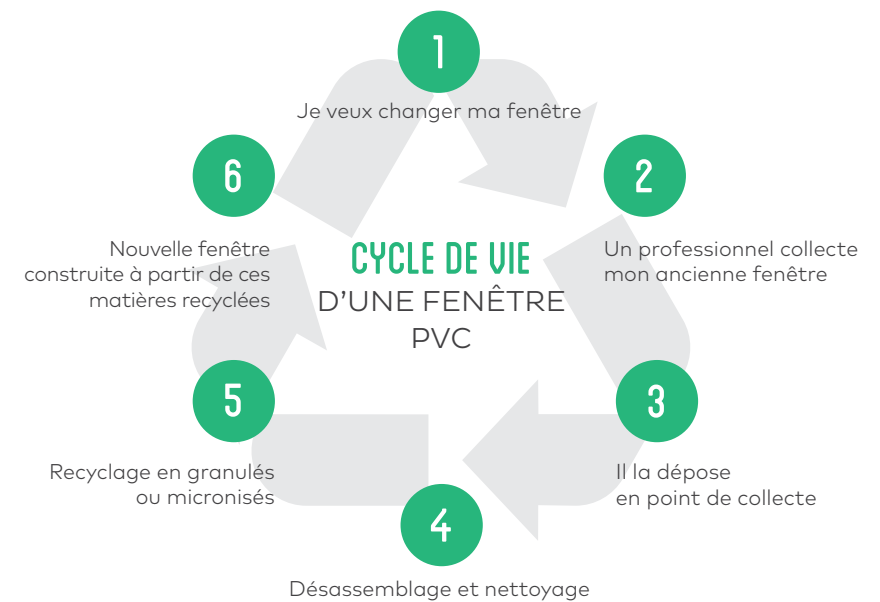 1
Je veux changer ma fenêtre
2
Un professionnel collecte
mon ancienne fenêtre
3
Il la dépose
en point de collecte
4
Désassemblage et nettoyage
5
Recyclage en granulés
ou micronisés
6
Nouvelle fenêtre
construite à partir de ces
matières recyclées
CYCLE DE VIE
D'UNE FENÊTRE
PVC